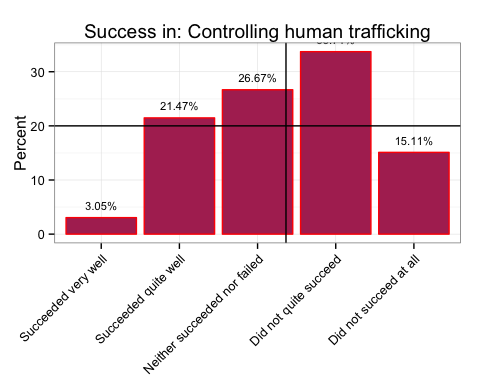 Success in: Controlling human trafficking
Percent
30
20
10
0
3.05%
21.47%
26.67%
15.11%
Succeeded very well
Succeeded quite well
Neither succeeded nor failed
Did not quite succeed
Did not succeed at all